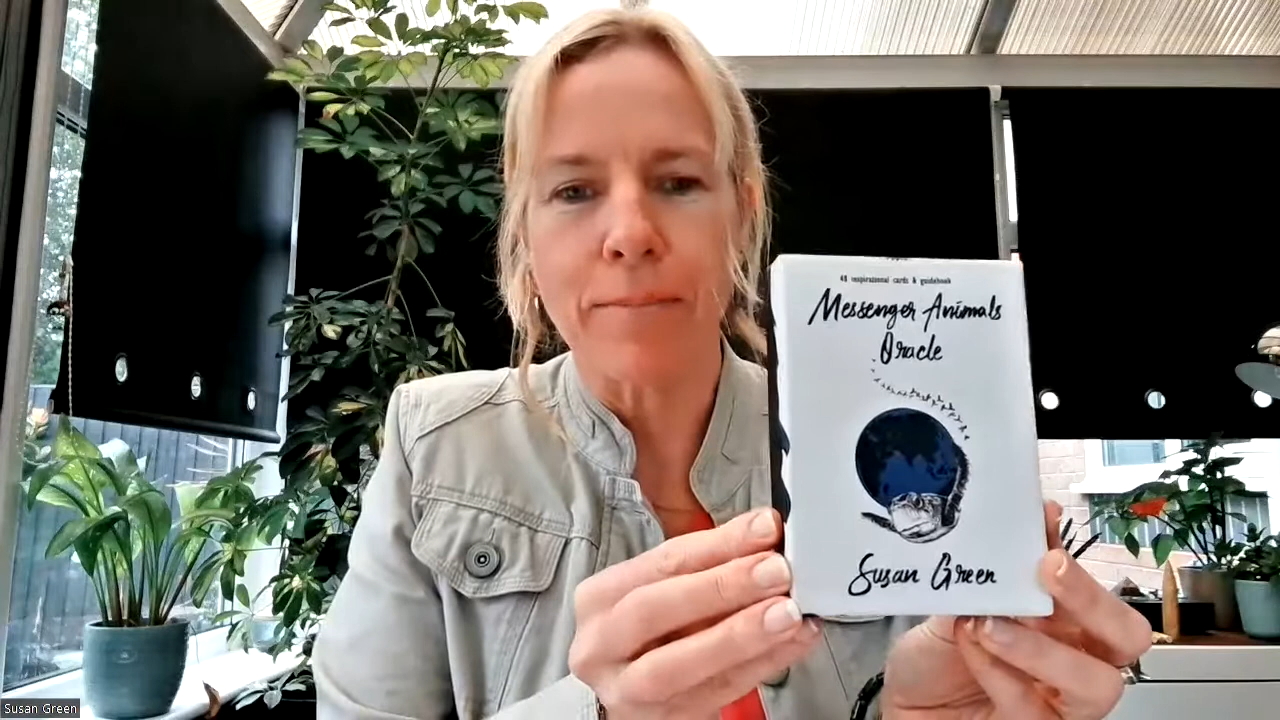 48 inspirational cards & guidebook
Messenger Animals
Oracle
Susan Green
Susan Green